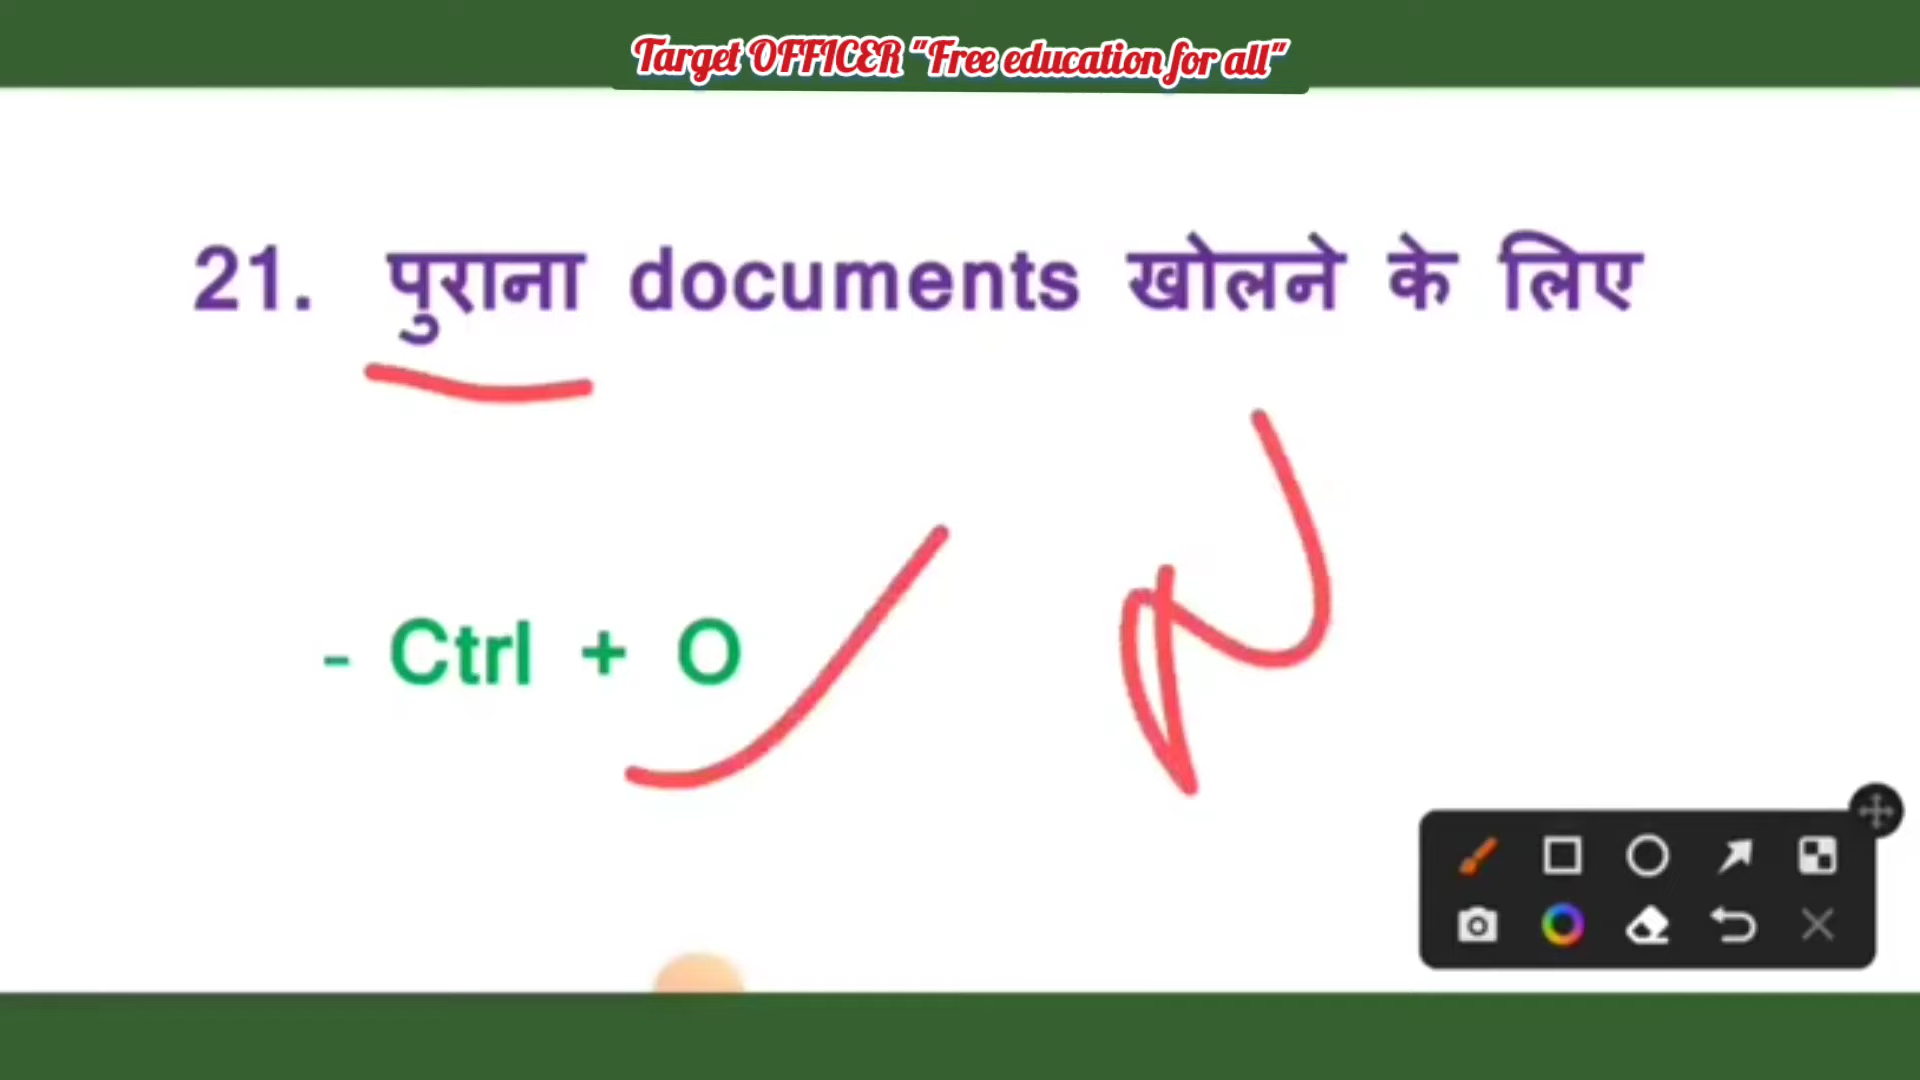 Target OFFICER "Free education for all"
21. पुराना documents खोलने के लिए
- Ctrl + O